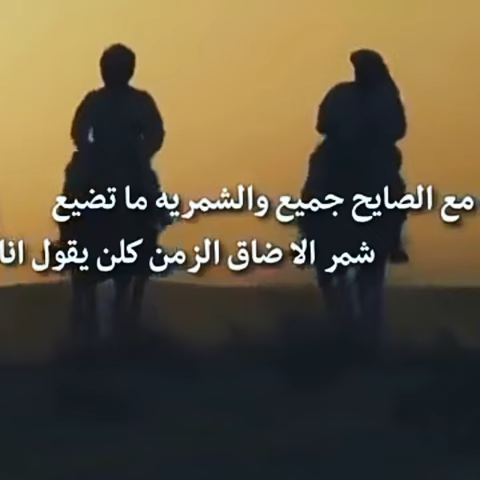 مع الصايح جميع والشمريه ما تضيع
شمر الا ضاق الزمن كلن يقول انا